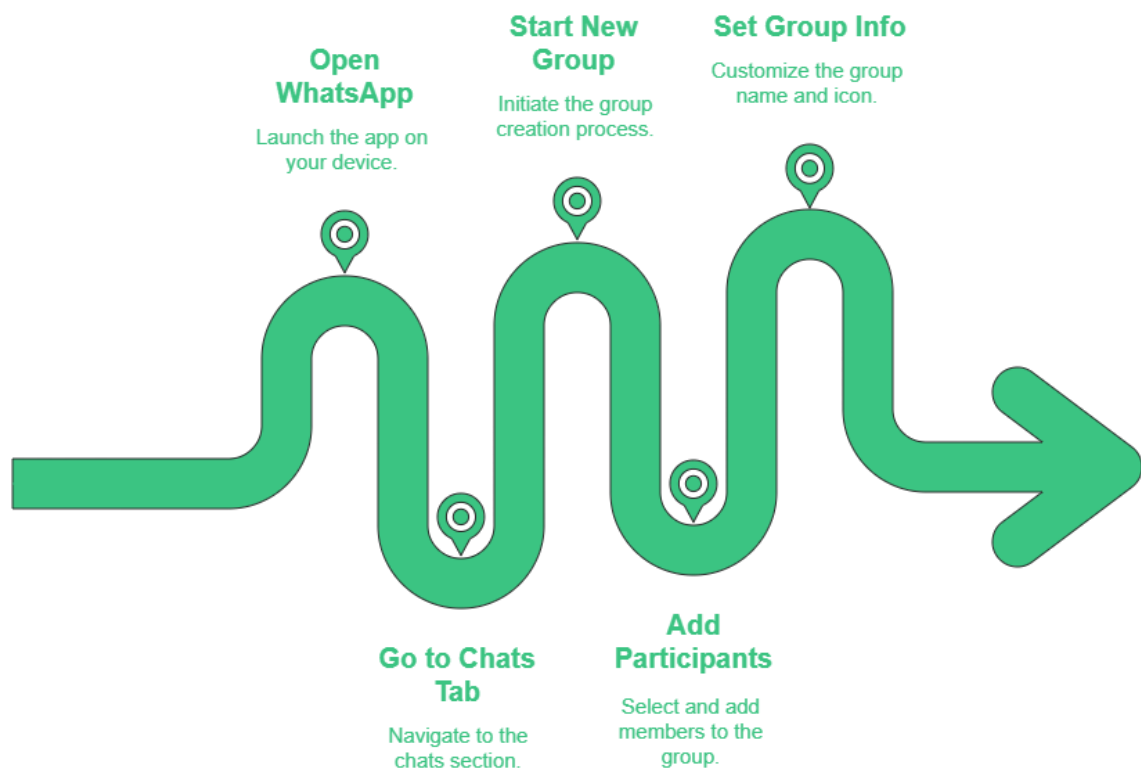 Open
WhatsApp
Launch the app on
your device.
Go to Chats
Tab
Navigate to the
chats section.
Start New
Group
Initiate the group
creation process.
Add
Participants
Select and add
members to the
group.
Set Group Info
Customize the group
name and icon.